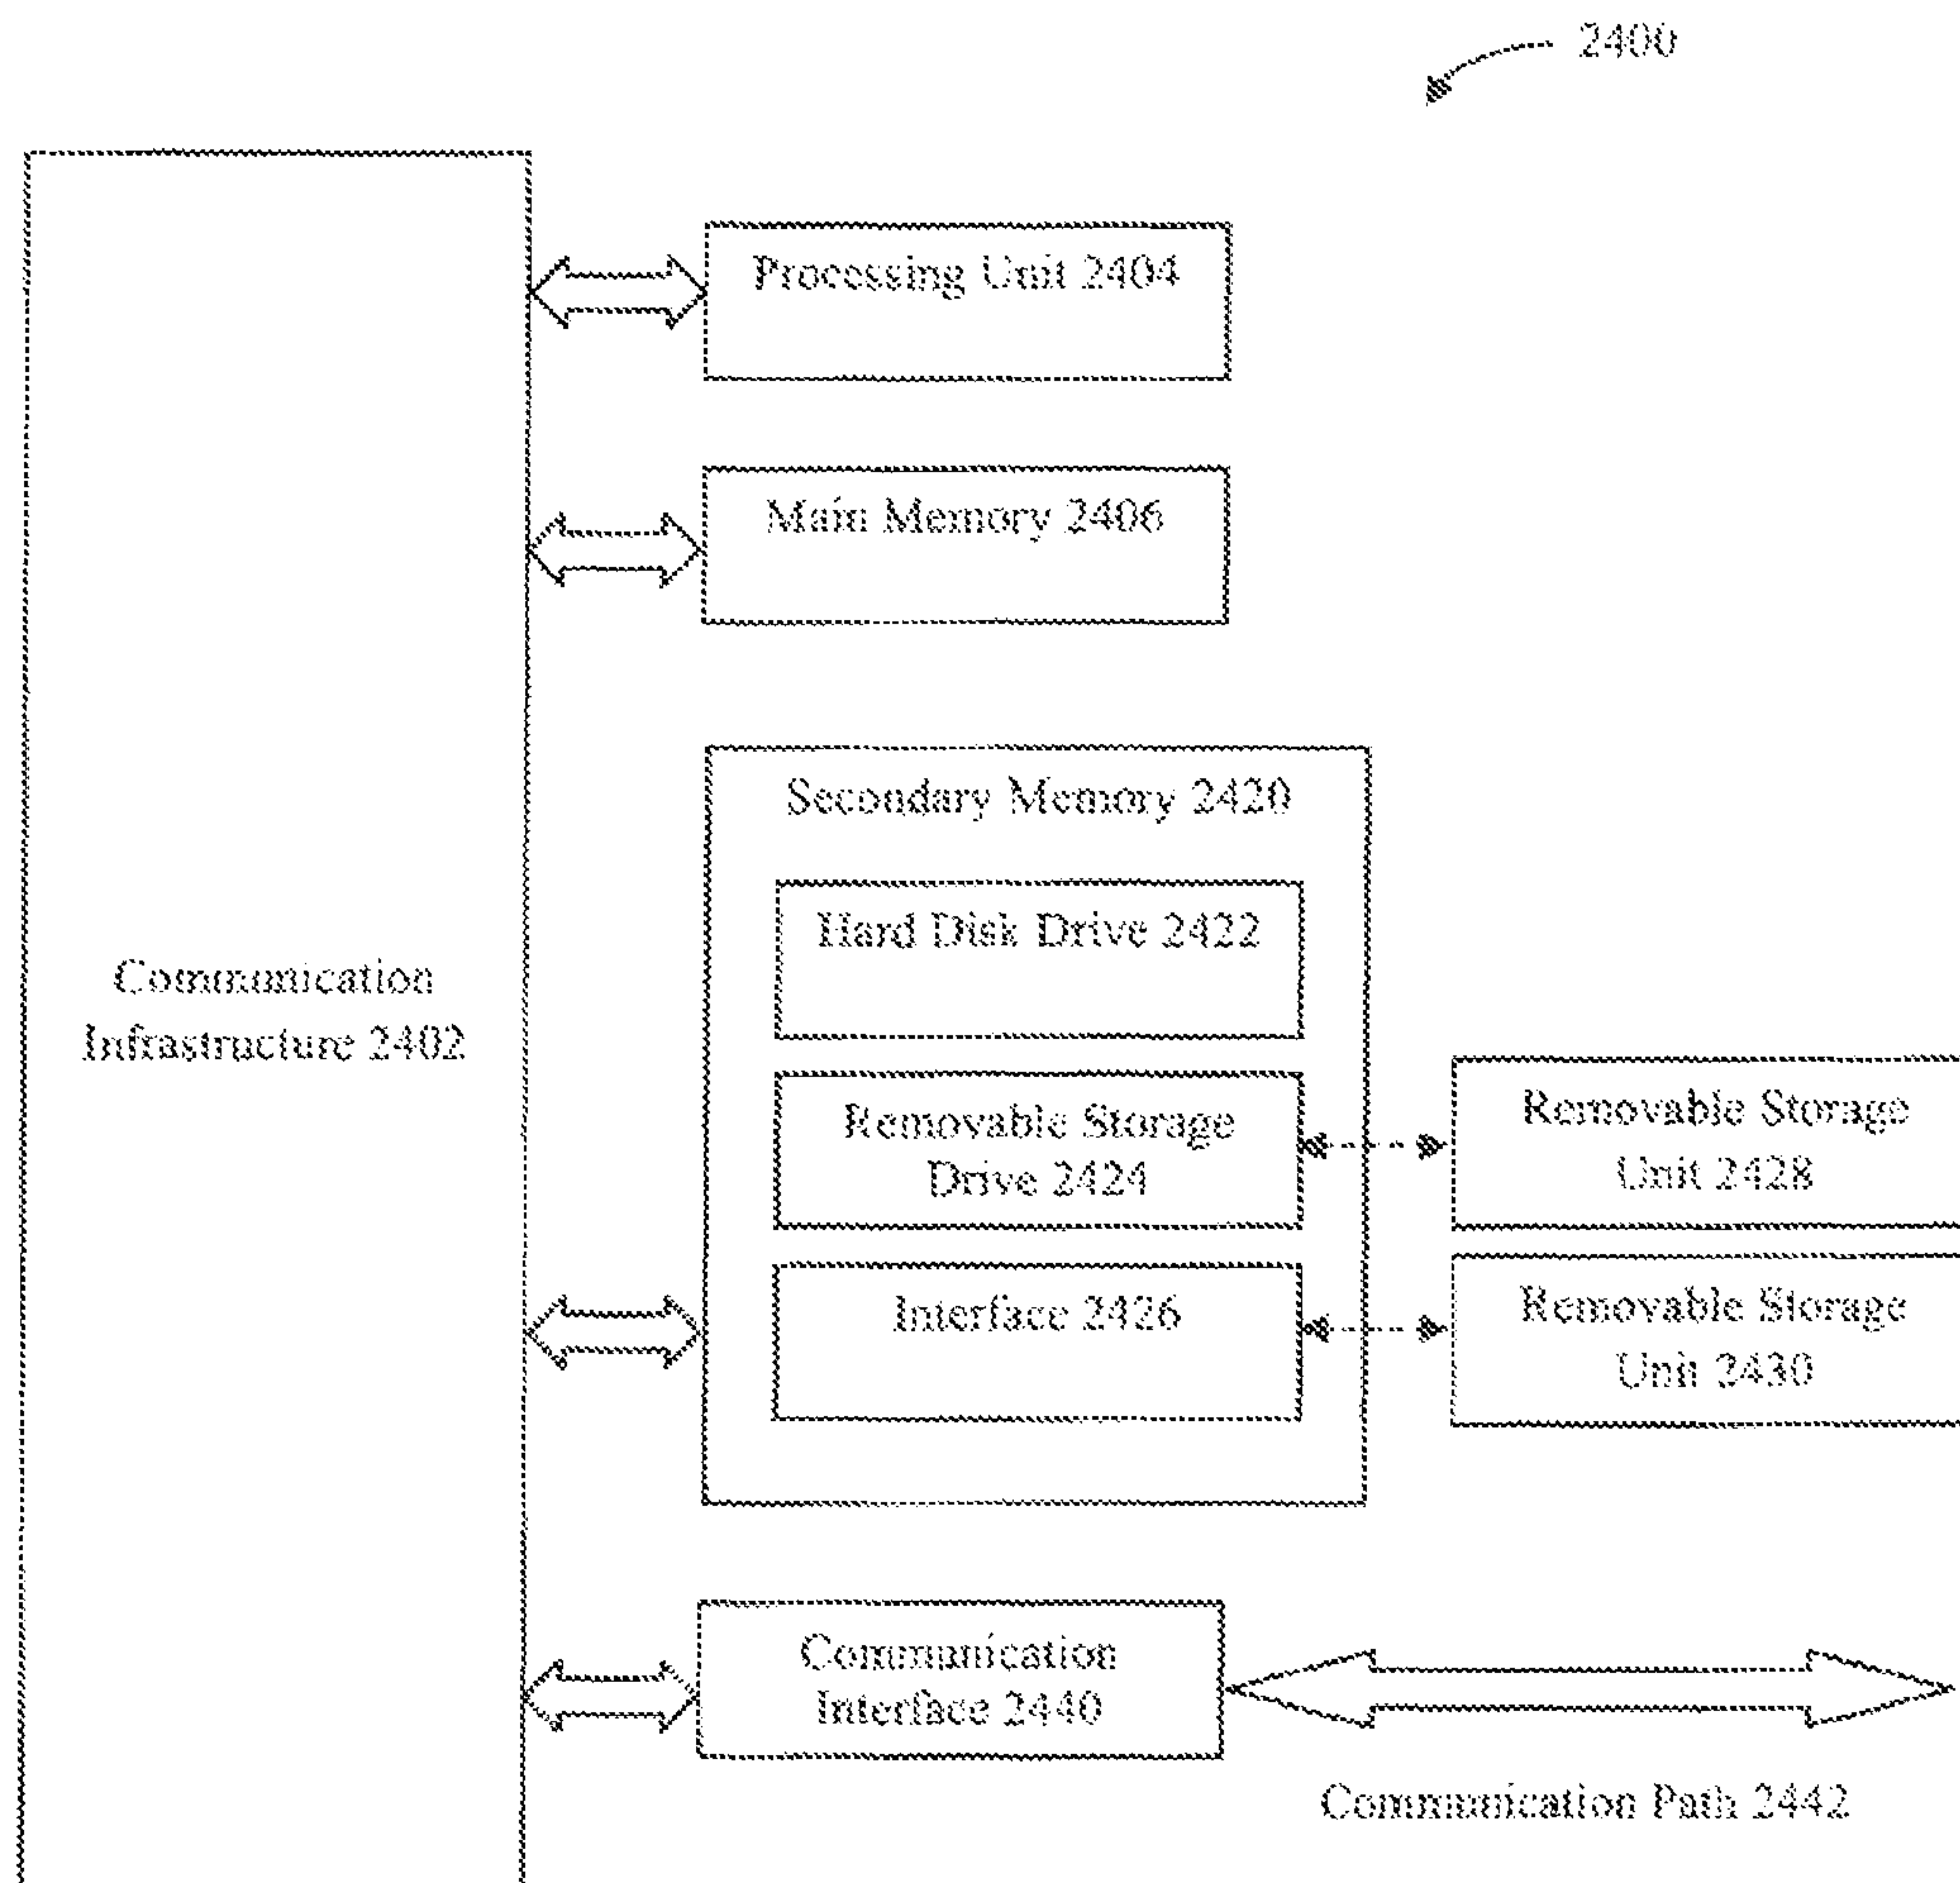 2400
Processing Unit 2404
Main Memory 2406
Secondary Memory 2420
Hard Disk Drive 2422
Communication
Infrastructure 2402
Removable Storage
Drive 2424
Removable Storage
Unit 2428
Interface 2426
Removable Storage
Unit 2430
Communication
Interface 2440
Communication Path 2442